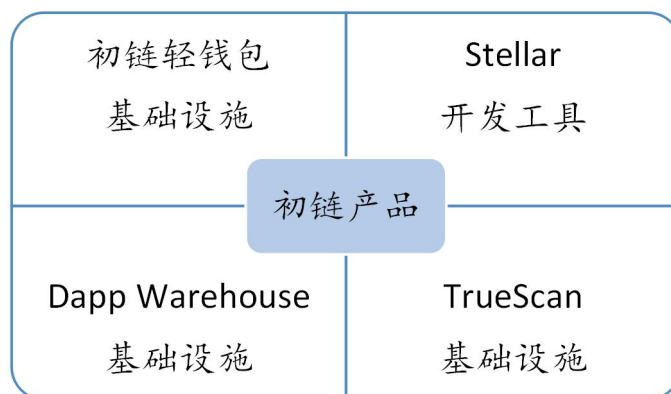 初链轻钱包
基础设施
Stellar
开发工具
初链产品
Dapp Warehouse
基础设施
TrueScan
基础设施